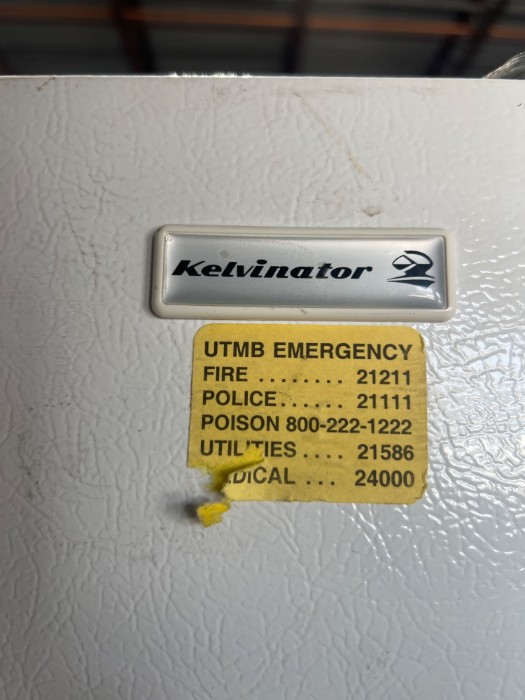 Kelvinator
UTMB EMERGENCY
FIRE ........ 21211
POLICE...... 21111
POISON 800-222-1222
UTILITIES .... 21586
DICAL ... 24000